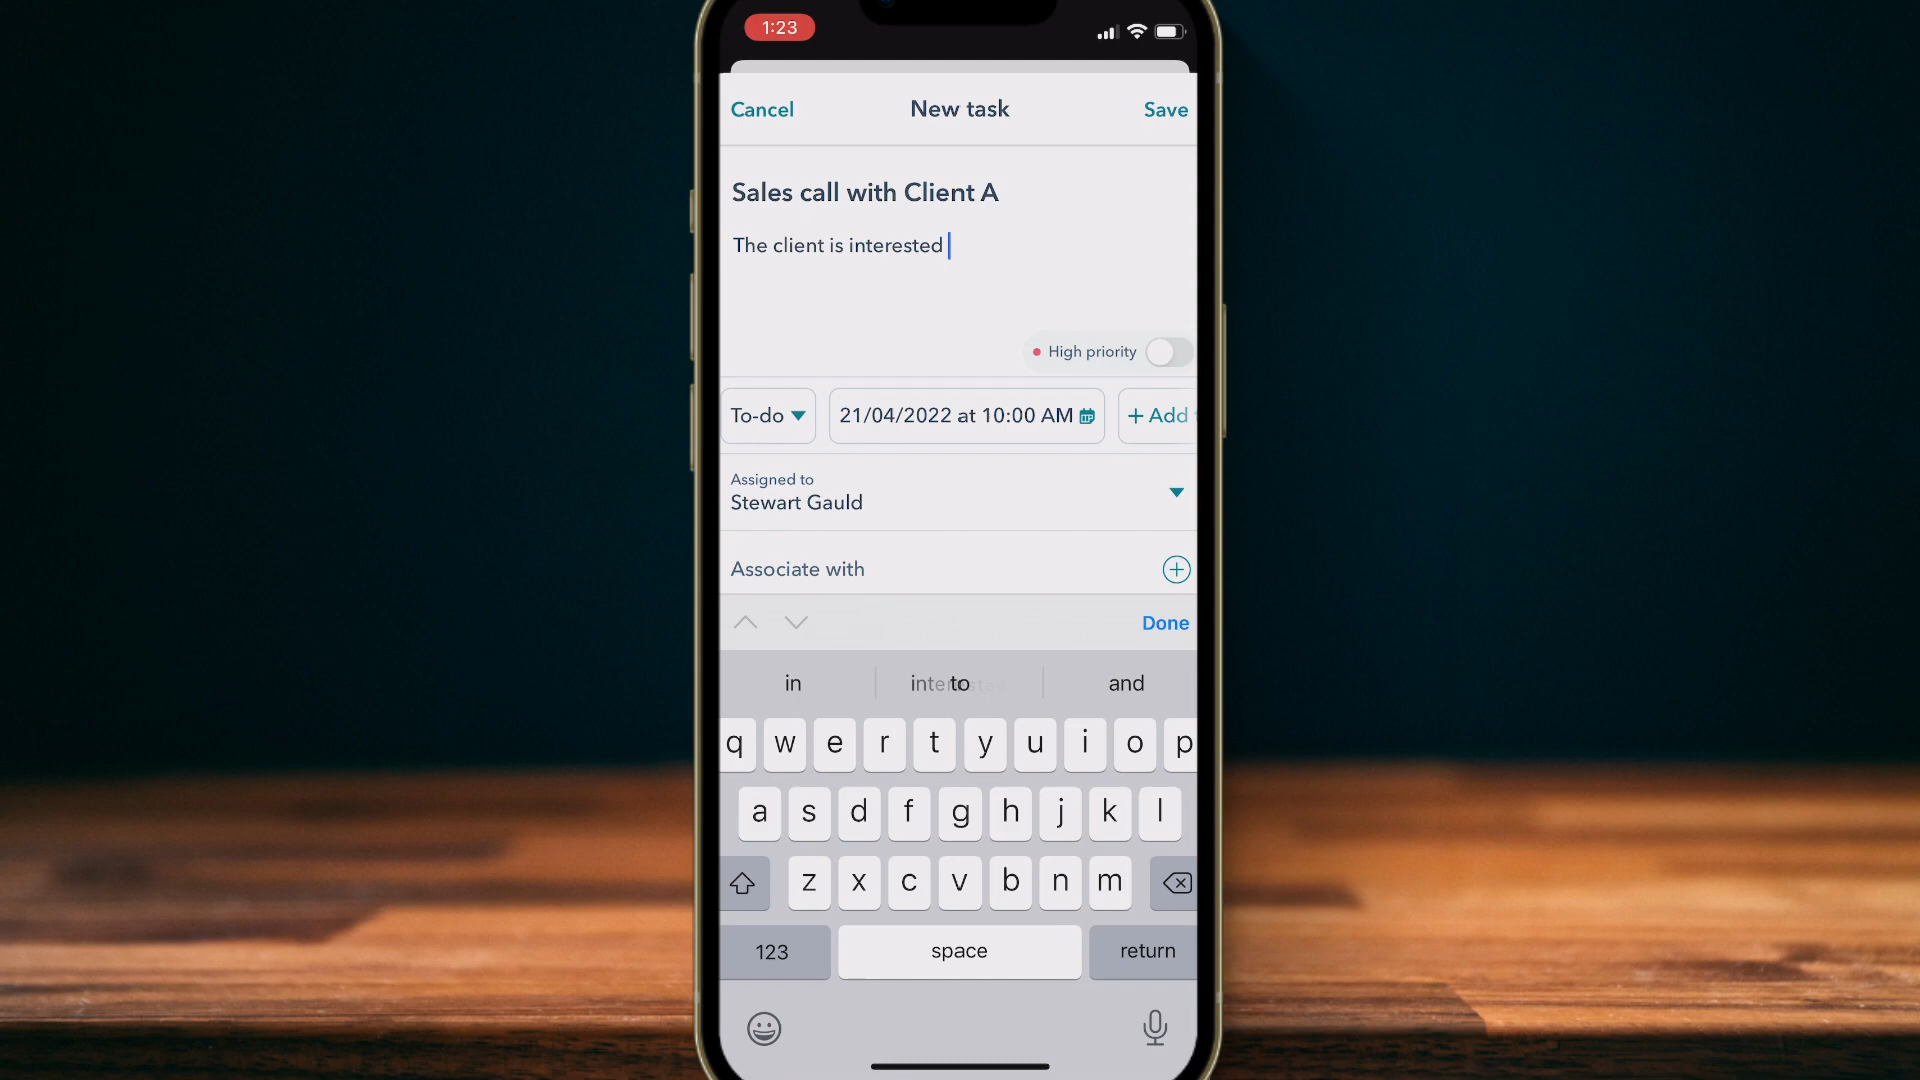 1:23
Cancel New task Save
Sales call with Client A
The client is interested
High priority
To-do 21/04/2022 at 10:00 AM + Add
Assigned to
Stewart Gauld
Associate with
Done
in to and
q w e r t y u i o p
a s d f g h j k l
z x c v b n m
123 space return